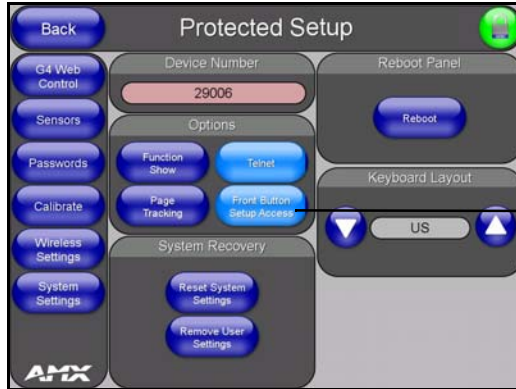 Back
Protected Setup
G4 Web
Control
Sensors
Passwords
Calibrate
Wireless
Settings
System
Settings
AMX
Device Number
29006
Options
Function
Show
Telnet
Page
Tracking
Front Button
Setup Access
System Recovery
Reset System
Settings
Remove User
Settings
Reboot Panel
Reboot
Keyboard Layout
US